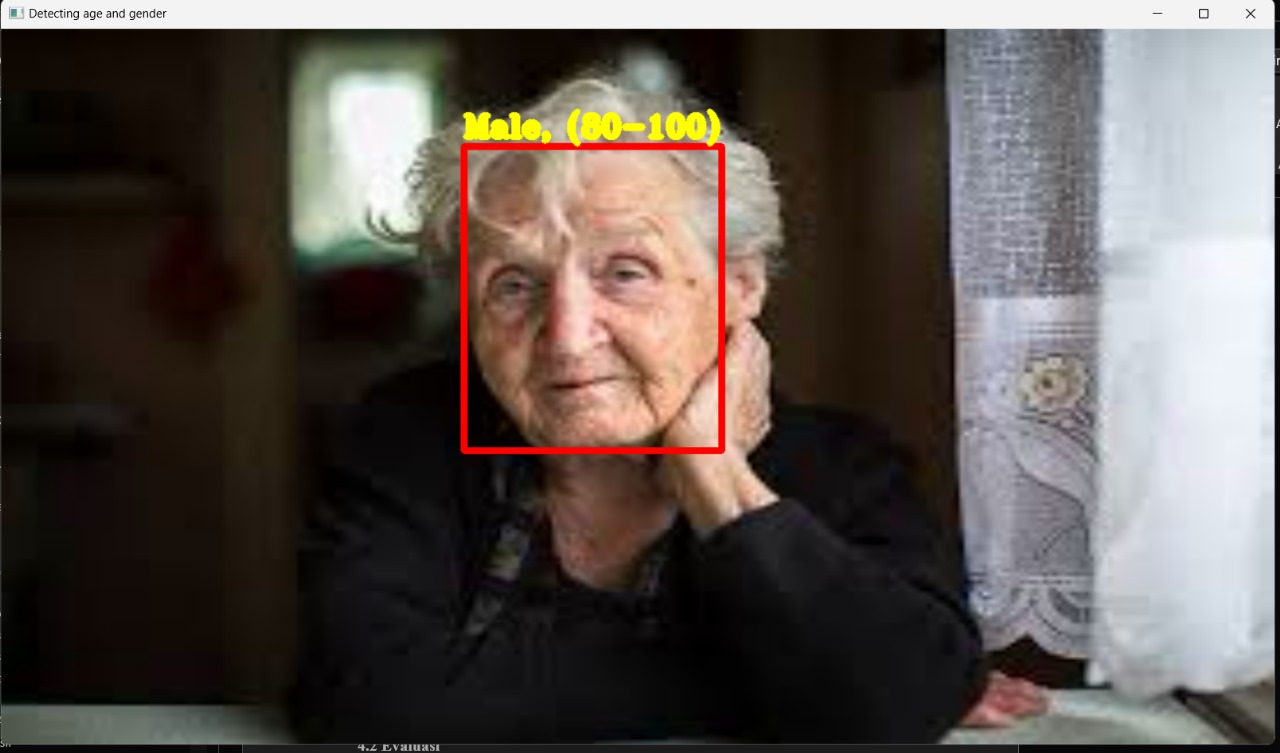 Detecting age and gender
Male, (80-100)
4.2 Evaluasi